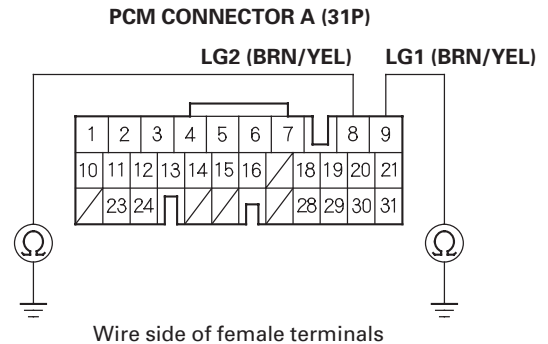 PCM CONNECTOR A (31P)
LG2 (BRN/YEL) LG1 (BRN/YEL)
1 2 3 4 5 6 7 8 9
10 11 12 13 14 15 16 18 19 20 21
23 24 28 29 30 31
Ω Ω
Wire side of female terminals